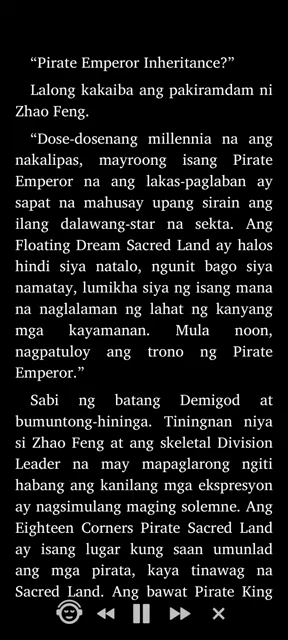 “Pirate Emperor Inheritance?”
Lalong kakaiba ang pakiramdam ni
Zhao Feng.
“Dose-dosenang millennia na ang
nakalipas, mayroong isang Pirate
Emperor na ang lakas-paglaban ay
sapat na mahusay upang sirain ang
ilang dalawang-star na sekta. Ang
Floating Dream Sacred Land ay halos
hindi siya natalo, ngunit bago siya
namatay, lumikha siya ng isang mana
na naglalaman ng lahat ng kanyang
mga kayamanan. Mula noon,
nagpatuloy ang trono ng Pirate
Emperor.”
Sabi ng batang Demigod at
bumuntong-hininga. Tiningnan niya
si Zhao Feng at ang skeletal Division
Leader na may mapaglarong ngiti
habang ang kanilang mga ekspresyon
ay nagsimulang maging solemne. Ang
Eighteen Corners Pirate Sacred Land
ay isang lugar kung saan umunlad
ang mga pirata, kaya tinawag na
Sacred Land. Ang bawat Pirate King